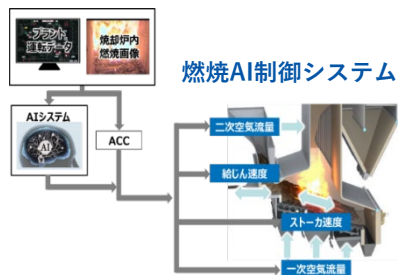 プラント
運転データ
焼却炉内
燃焼画像
燃焼AI制御システム
AIシステム
AI
ACC
二次空気流量
給じん速度
ストーカ速度
一次空気流量